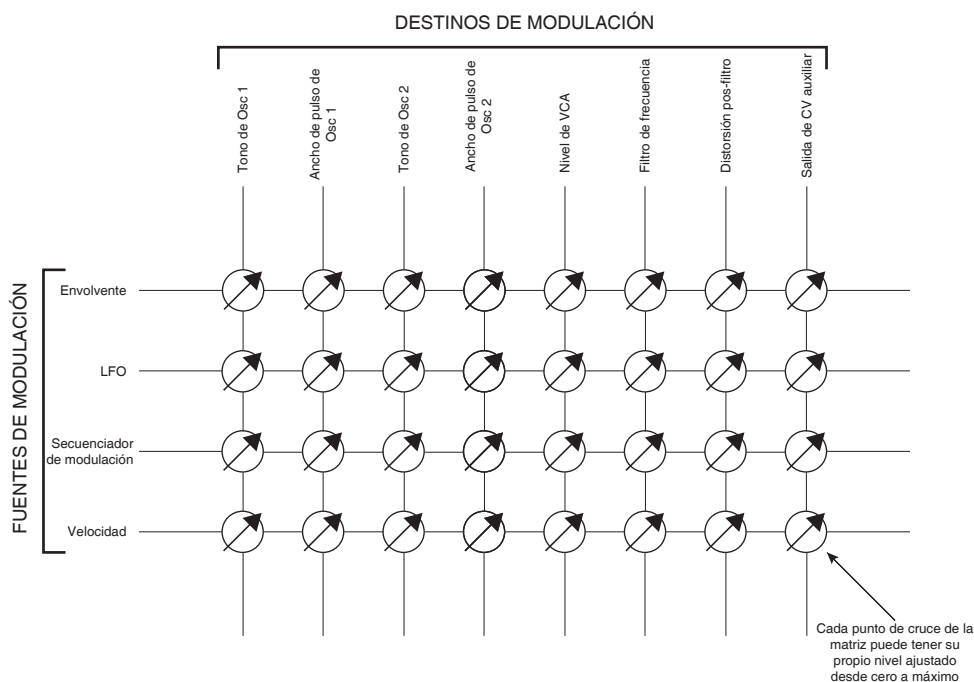 DESTINOS DE MODULACIÓN
Tono de Osc 1
Ancho de pulso de
Osc 1
Tono de Osc 2
Ancho de pulso de
Osc 2
Nivel de VCA
Filtro de frecuencia
Distorsión pos-filtro
Salida de CV auxiliar
FUENTES DE MODULACIÓN
Envolvente
LFO
Secuenciador
de modulación
Velocidad
Cada punto de cruce de la
matriz puede tener su
propio nivel ajustado
desde cero a máximo